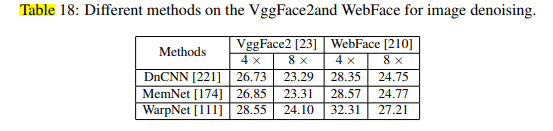 Table 18: Different methods on the VggFace2and WebFace for image denoising.
Methods VggFace2 [23] WebFace [210]
4 × 8 × 4 × 8 ×
DnCNN [221] 26.73 23.29 28.35 24.75
MemNet [174] 26.85 23.31 28.57 24.77
WarpNet [111] 28.55 24.10 32.31 27.21